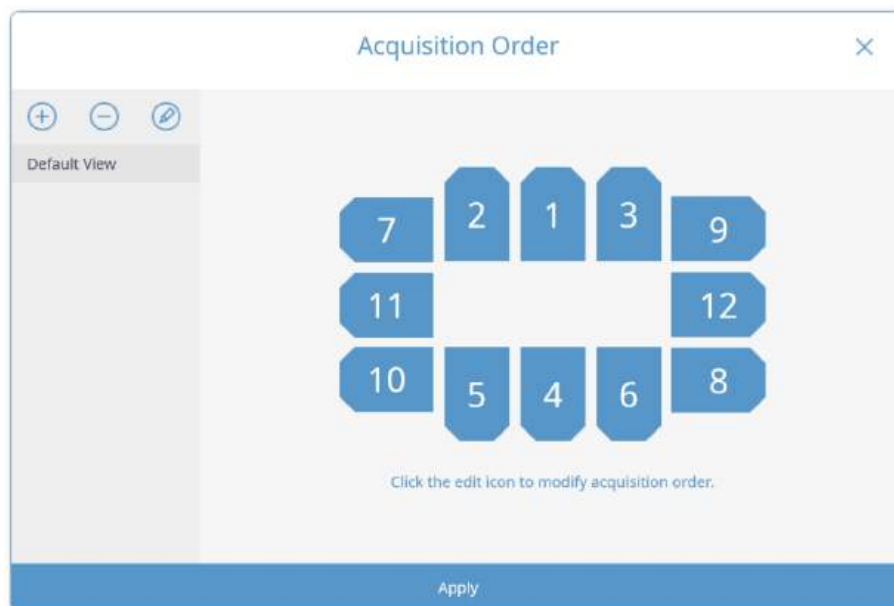 Acquisition Order
Default View
2 1 3
7 9
11 12
10 8
5 4 6
Click the edit icon to modify acquisition order.
Apply